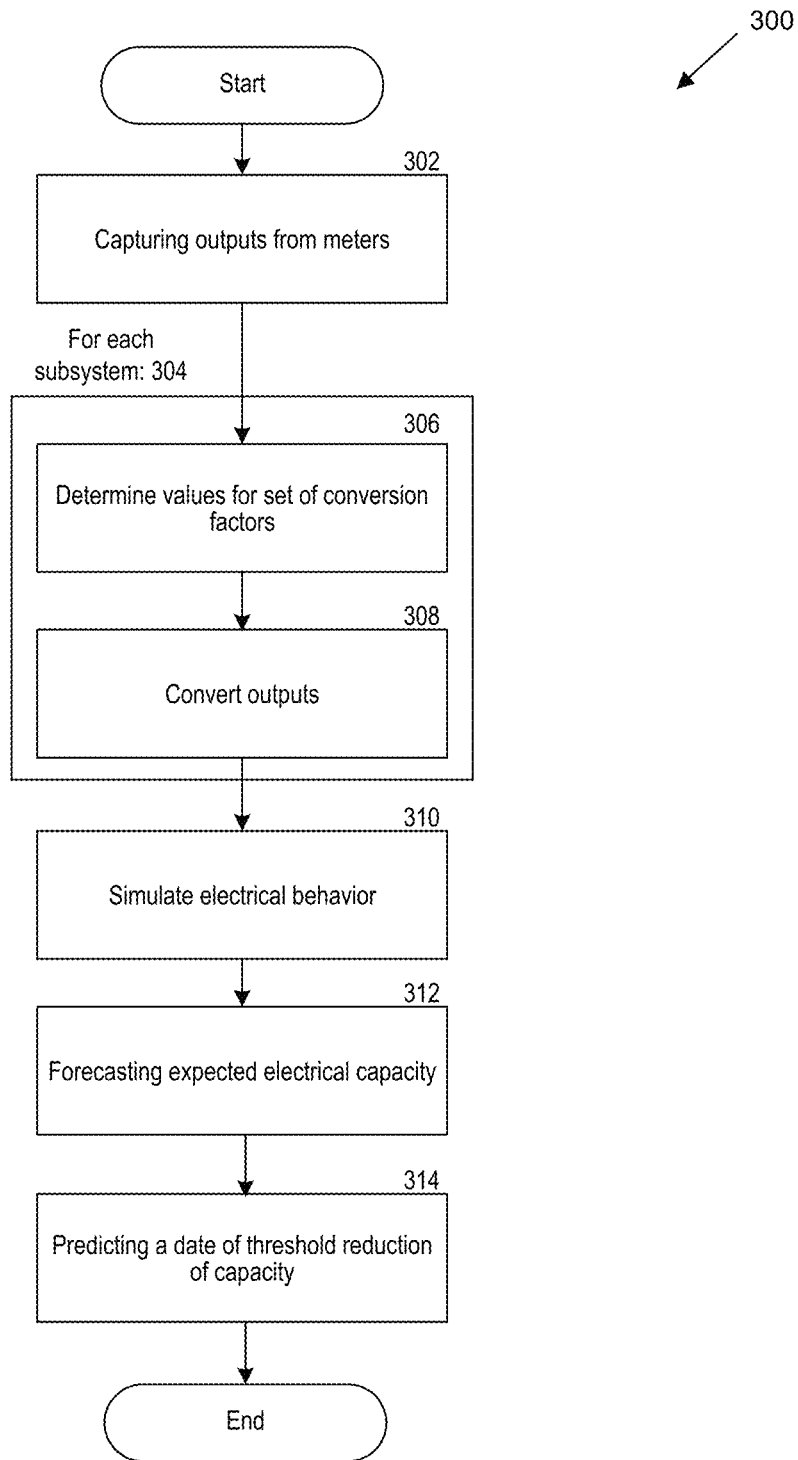 300
Start
302
Capturing outputs from meters
For each
subsystem: 304
306
Determine values for set of conversion
factors
308
Convert outputs
310
Simulate electrical behavior
312
Forecasting expected electrical capacity
314
Predicting a date of threshold reduction
of capacity
End